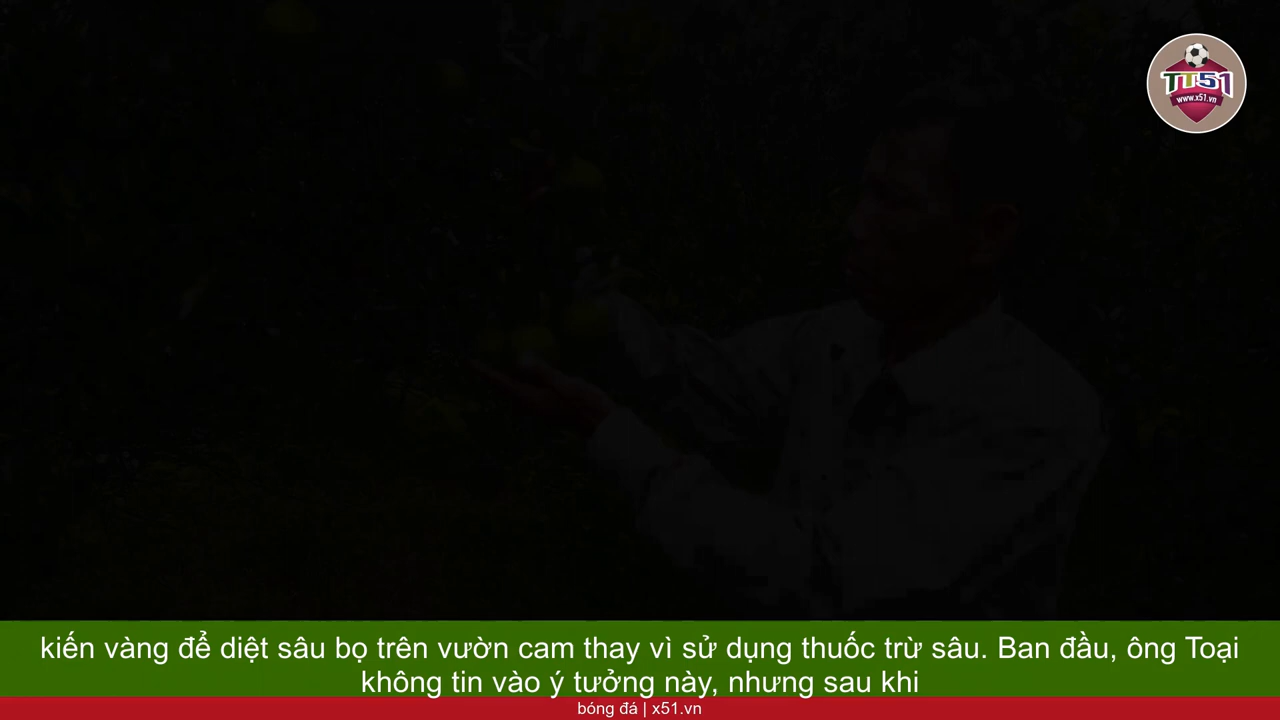 TT51
www.x51.vn
kiến vàng để diệt sâu bọ trên vườn cam thay vì sử dụng thuốc trừ sâu. Ban đầu, ông Toại
không tin vào ý tưởng này, nhưng sau khi
bóng đá | x51.vn